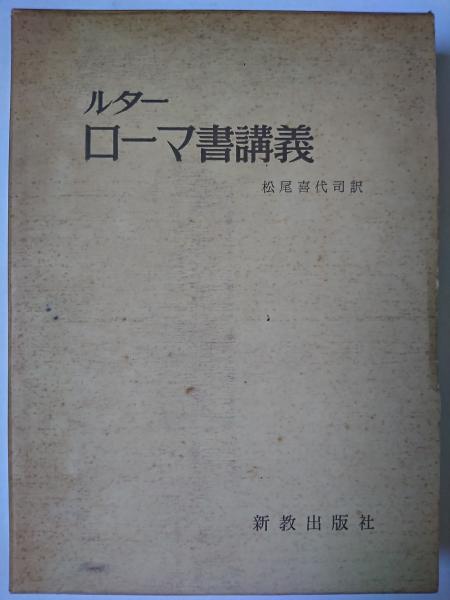 ルター
ローマ書講義
松尾喜代司訳
新教出版社